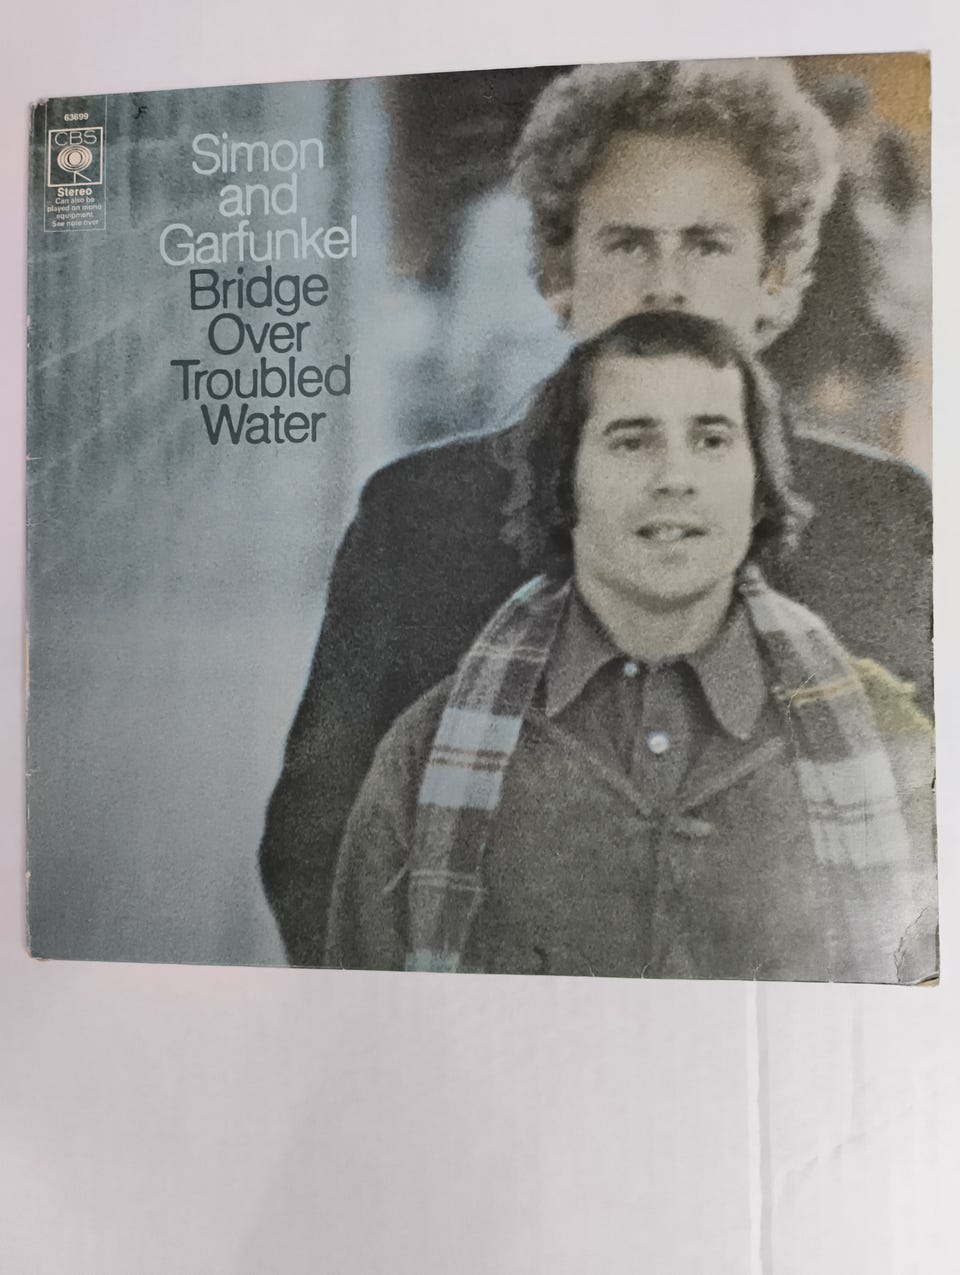 63699
CBS
Stereo
Can also be
played on mono
equipment
See note over
Simon
and
Garfunkel
Bridge
Over
Troubled
Water